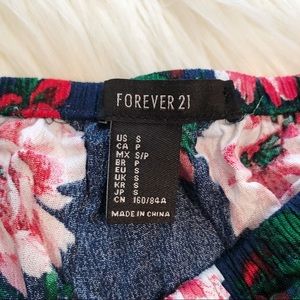 FOREVER 21
US S
CA P
MX S/P
BR P
EU S
UK S
KR S
JP S
CN 160/84A
MADE IN CHINA